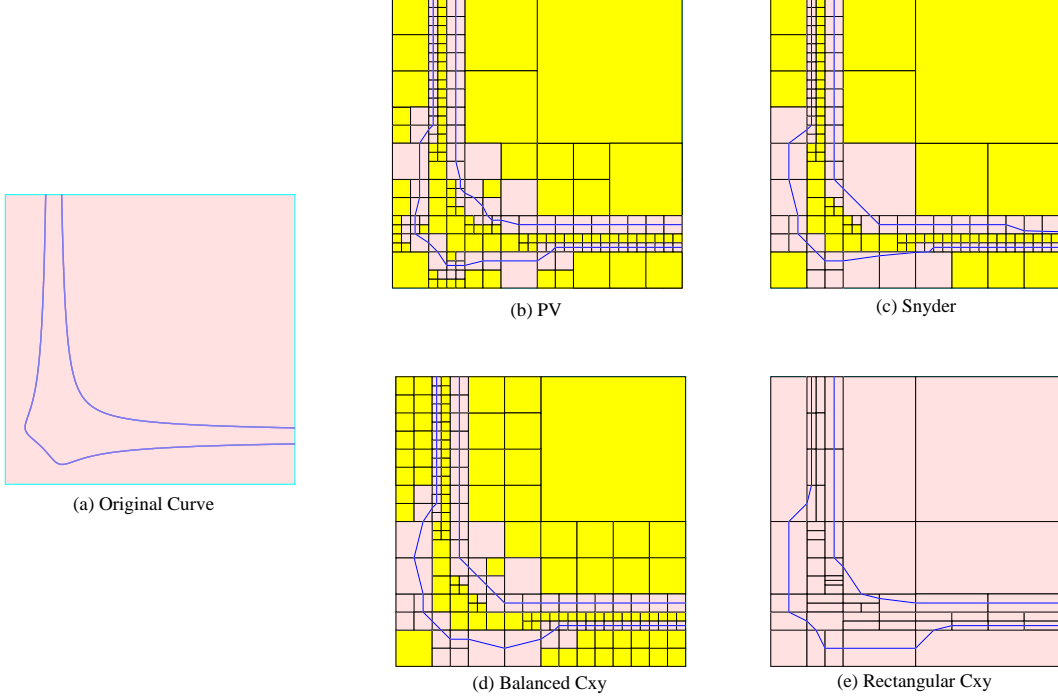 (b) PV
(c) Snyder
(a) Original Curve
(d) Balanced Cxy
(e) Rectangular Cxy